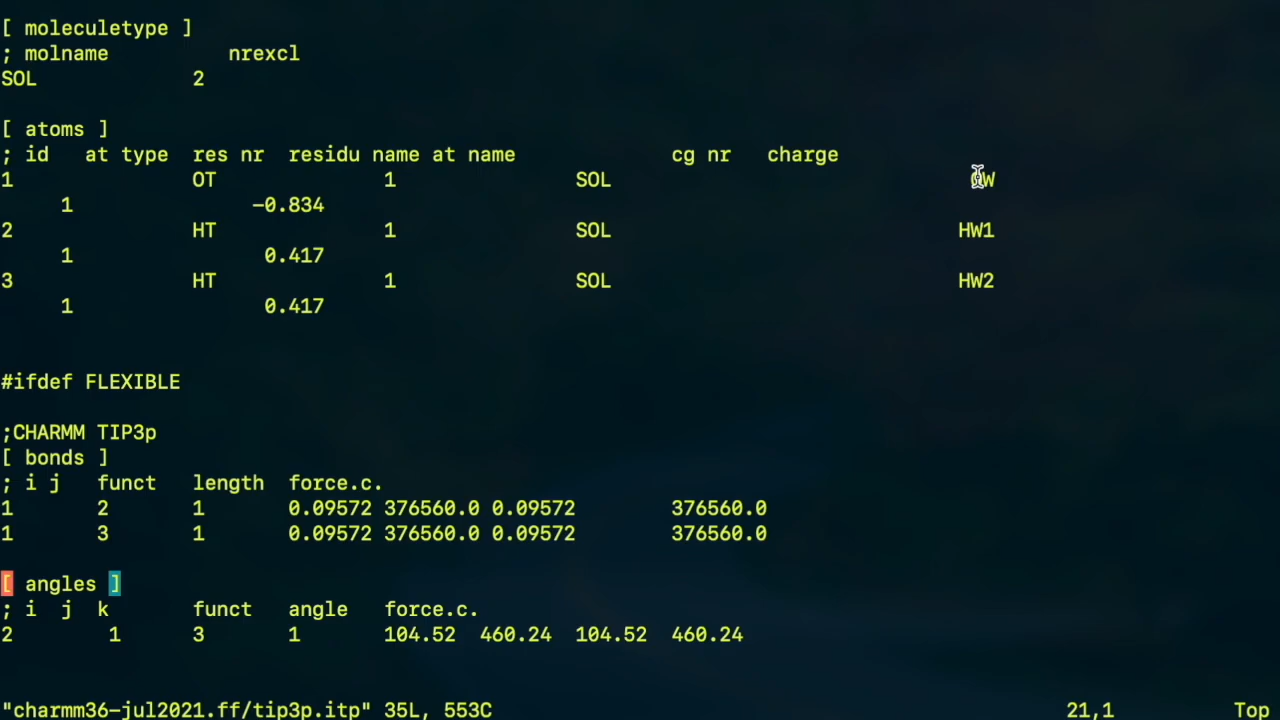 [ moleculetype ]
; molname          nrexcl
SOL             2
[ atoms ]
; id   at type  res nr  residu name at name             cg nr   charge
1               OT              1               SOL                               OW
     1               -0.834
2               HT              1               SOL                             HW1
     1                0.417
3               HT              1               SOL                             HW2
     1                0.417
#ifdef FLEXIBLE
;CHARMM TIP3p
[ bonds ]
; i j   funct   length  force.c.
1       2       1       0.09572 376560.0 0.09572        376560.0
1       3       1       0.09572 376560.0 0.09572        376560.0
[ angles ]
; i  j  k       funct   angle   force.c.
2        1      3       1       104.52  460.24  104.52  460.24
"charmm36-jul2021.ff/tip3p.itp" 35L, 553C                                                21,1          Top